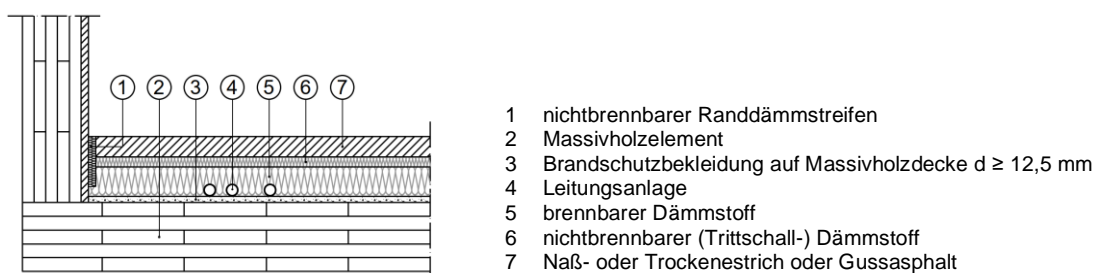 1 2 3 4 5 6 7
1 nichtbrennbarer Randdämmstreifen
2 Massivholzelement
3 Brandschutzbekleidung auf Massivholzdecke d ≥ 12,5 mm
4 Leitungsanlage
5 brennbarer Dämmstoff
6 nichtbrennbarer (Trittschall-) Dämmstoff
7 Naß- oder Trockenestrich oder Gussasphalt